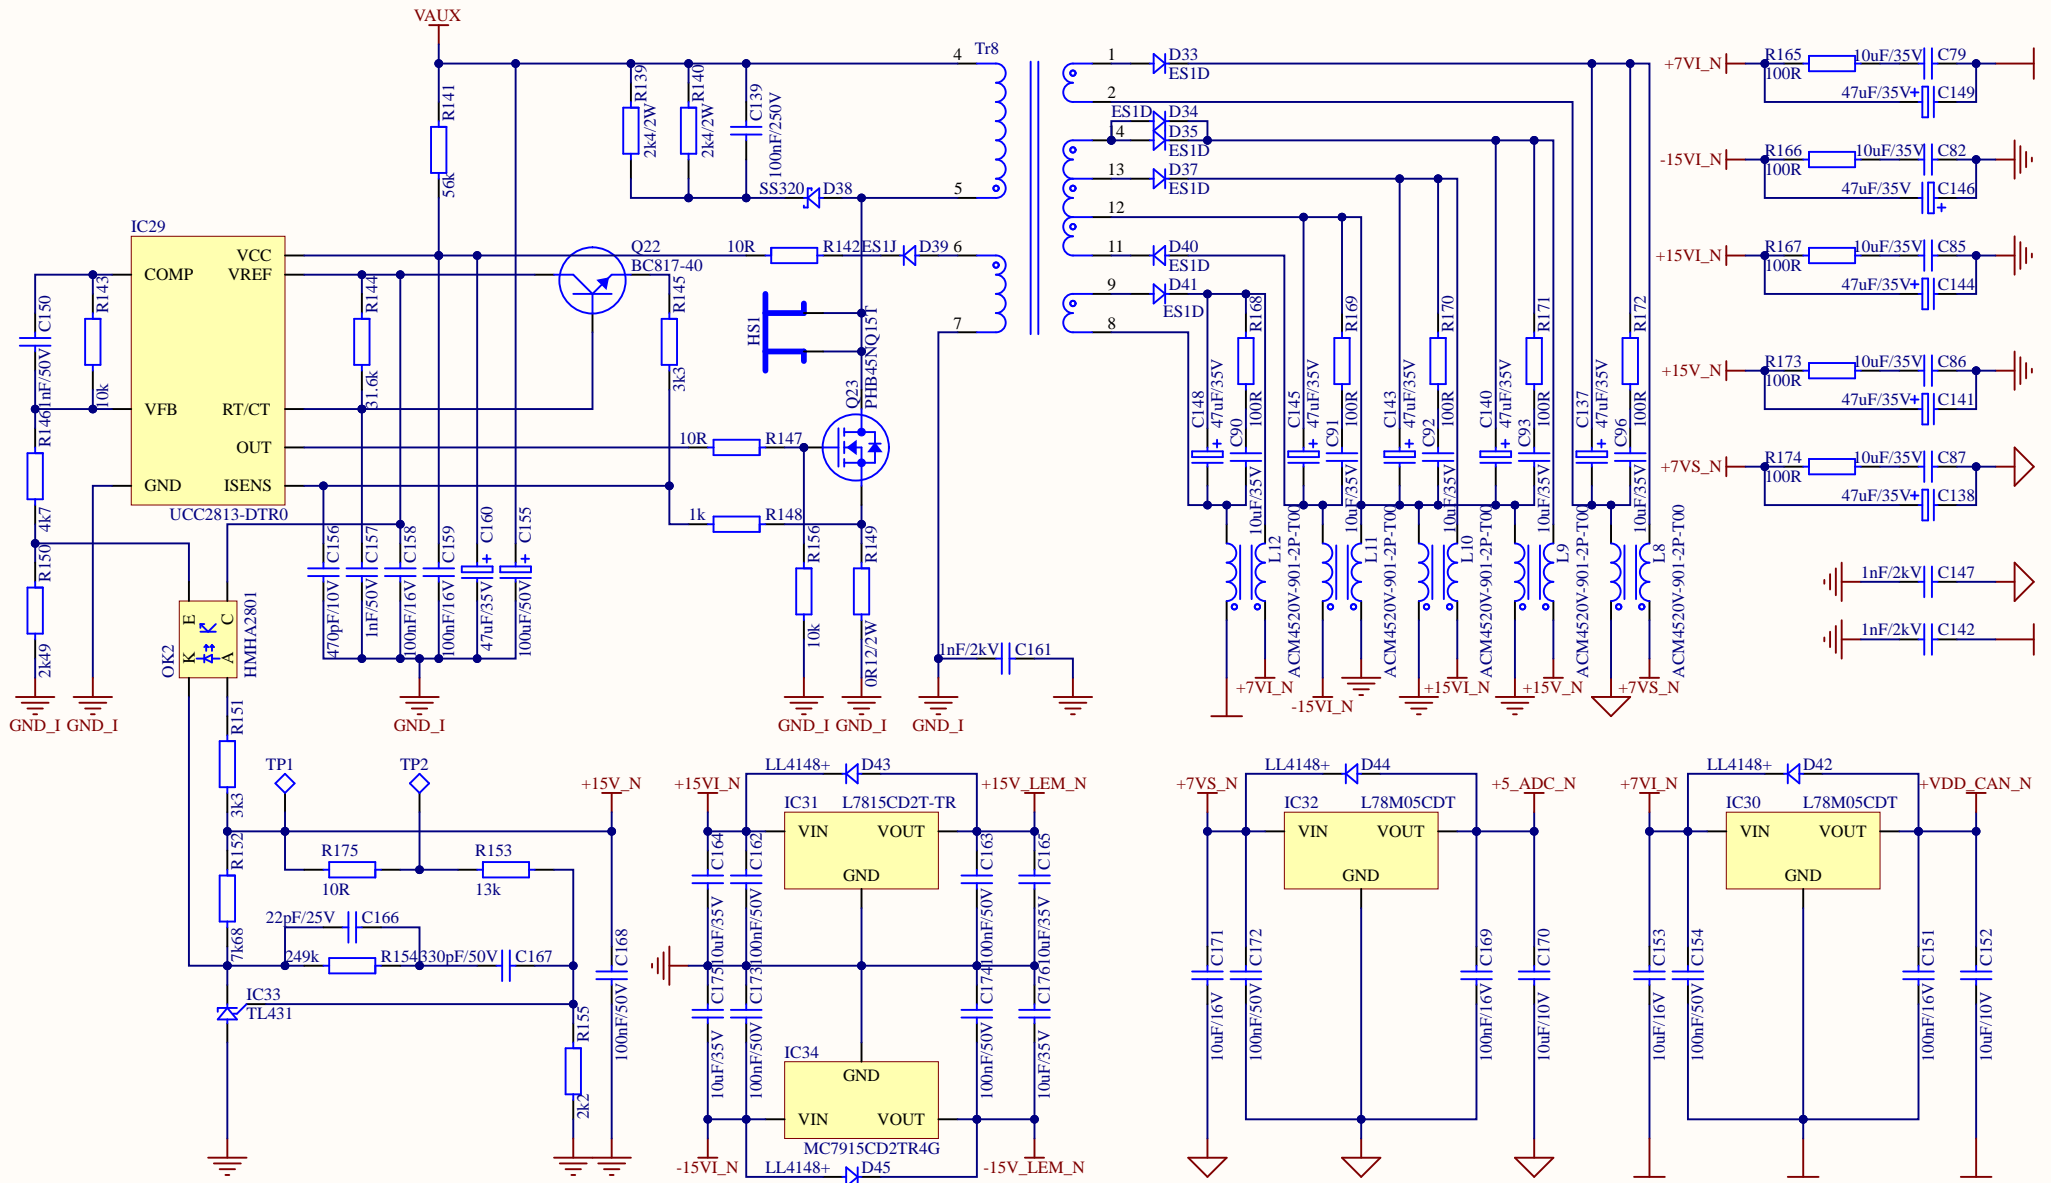 VAUX
R141
56k
R139
2k4/2W
R140
2k4/2W
C139
100nF/250V
SS320
D38
4
Tr8
5
6
7
1
D33
ES1D
2
ES1D
D34
14
D35
ES1D
13
D37
ES1D
12
11
D40
ES1D
9
D41
ES1D
8
+7VI_N
R165
100R
10uF/35V
C79
47uF/35V
+
C149
-15VI_N
R166
100R
10uF/35V
C82
47uF/35V
C146
+
+15VI_N
R167
100R
10uF/35V
C85
47uF/35V
+
C144
+15V_N
R173
100R
10uF/35V
C86
47uF/35V
+
C141
+7VS_N
R174
100R
10uF/35V
C87
47uF/35V
+
C138
1nF/2kV
C147
1nF/2kV
C142
IC29
VCC
COMP
VREF
VFB
RT/CT
OUT
GND
ISENS
UCC2813-DTR0
C150
1nF/50V
R143
10k
R146
4k7
R150
2k49
GND_I
GND_I
R144
31.6k
Q22
BC817-40
10R
R142
ES1J
D39
R145
3k3
HS1
Q23
PHB45NQ15T
10R
R147
1k
R148
R156
10k
R149
0R12/2W
C156
470pF/10V
C157
1nF/50V
C158
100nF/16V
C159
100nF/16V
C160
+
47uF/35V
C155
+
100uF/50V
GND_I
GND_I
GND_I
GND_I
1nF/2kV
C161
C148
+
47uF/35V
C90
10uF/35V
R168
100R
C145
+
47uF/35V
C91
10uF/35V
R169
100R
C143
+
47uF/35V
C92
10uF/35V
R170
100R
C140
+
47uF/35V
C93
10uF/35V
R171
100R
C137
+
47uF/35V
C96
10uF/35V
R172
100R
L12
ACM4520V-901-2P-T00
L11
ACM4520V-901-2P-T00
L10
ACM4520V-901-2P-T00
L9
ACM4520V-901-2P-T00
L8
ACM4520V-901-2P-T00
+7VI_N
-15VI_N
+15VI_N
+15V_N
+7VS_N
OK2
E
C
K
A
HMHA2801
R151
3k3
R152
7k68
TP1
TP2
+15V_N
R175
10R
R153
13k
22pF/25V
C166
249k
R154
330pF/50V
C167
IC33
TL431
R155
2k2
C168
100nF/50V
+15VI_N
LL4148+
D43
+15V_LEM_N
IC31
L7815CD2T-TR
VIN
VOUT
GND
C164
10uF/35V
C162
100nF/50V
C163
100nF/50V
C165
10uF/35V
C175
10uF/35V
C173
100nF/50V
C174
100nF/50V
C176
10uF/35V
IC34
GND
VIN
VOUT
MC7915CD2TR4G
-15VI_N
LL4148+
D45
-15V_LEM_N
+7VS_N
LL4148+
D44
+5_ADC_N
IC32
L78M05CDT
VIN
VOUT
GND
C171
10uF/16V
C172
100nF/50V
C169
100nF/16V
C170
10uF/10V
+7VI_N
LL4148+
D42
+VDD_CAN_N
IC30
L78M05CDT
VIN
VOUT
GND
C153
10uF/16V
C154
100nF/50V
C151
100nF/16V
C152
10uF/10V